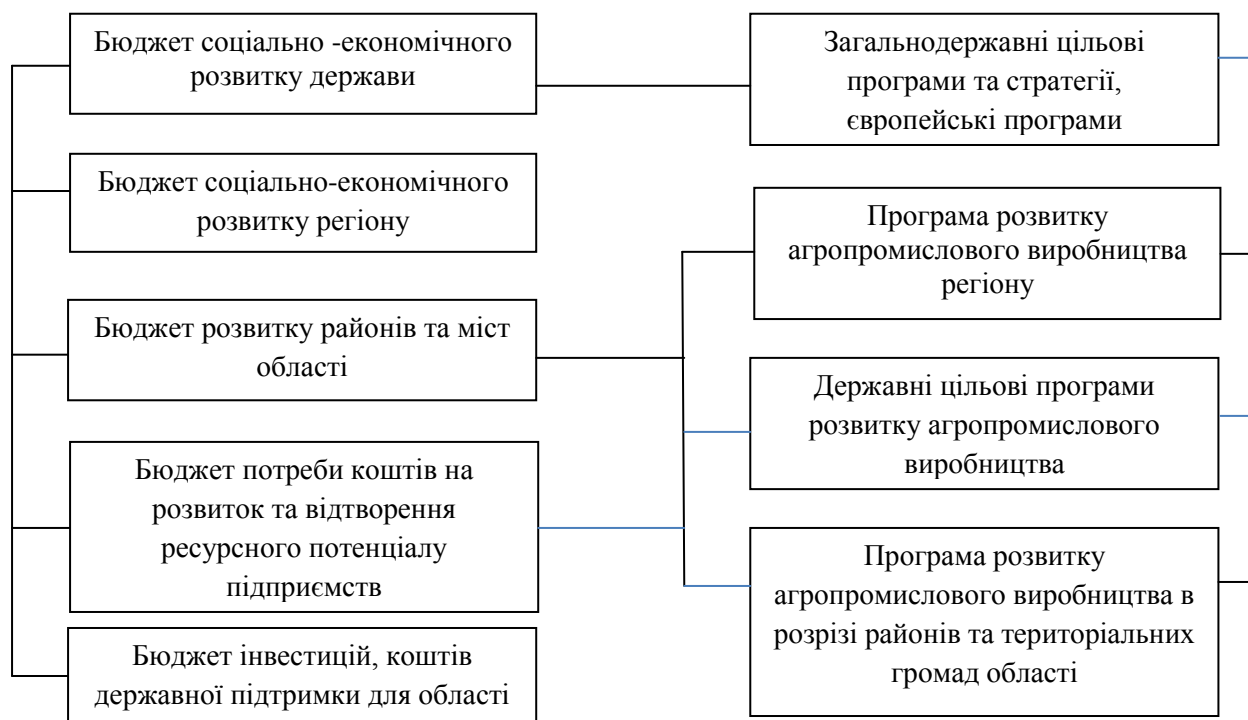 Бюджет соціально -економічного
розвитку держави
Бюджет соціально-економічного
розвитку регіону
Бюджет розвитку районів та міст
області
Бюджет потреби коштів на
розвиток та відтворення
ресурсного потенціалу
підприємств
Бюджет інвестицій, коштів
державної підтримки для області
Загальнодержавні цільові
програми та стратегії,
європейські програми
Програма розвитку
агропромислового виробництва
регіону
Державні цільові програми
розвитку агропромислового
виробництва
Програма розвитку
агропромислового виробництва в
розрізі районів та територіальних
громад області